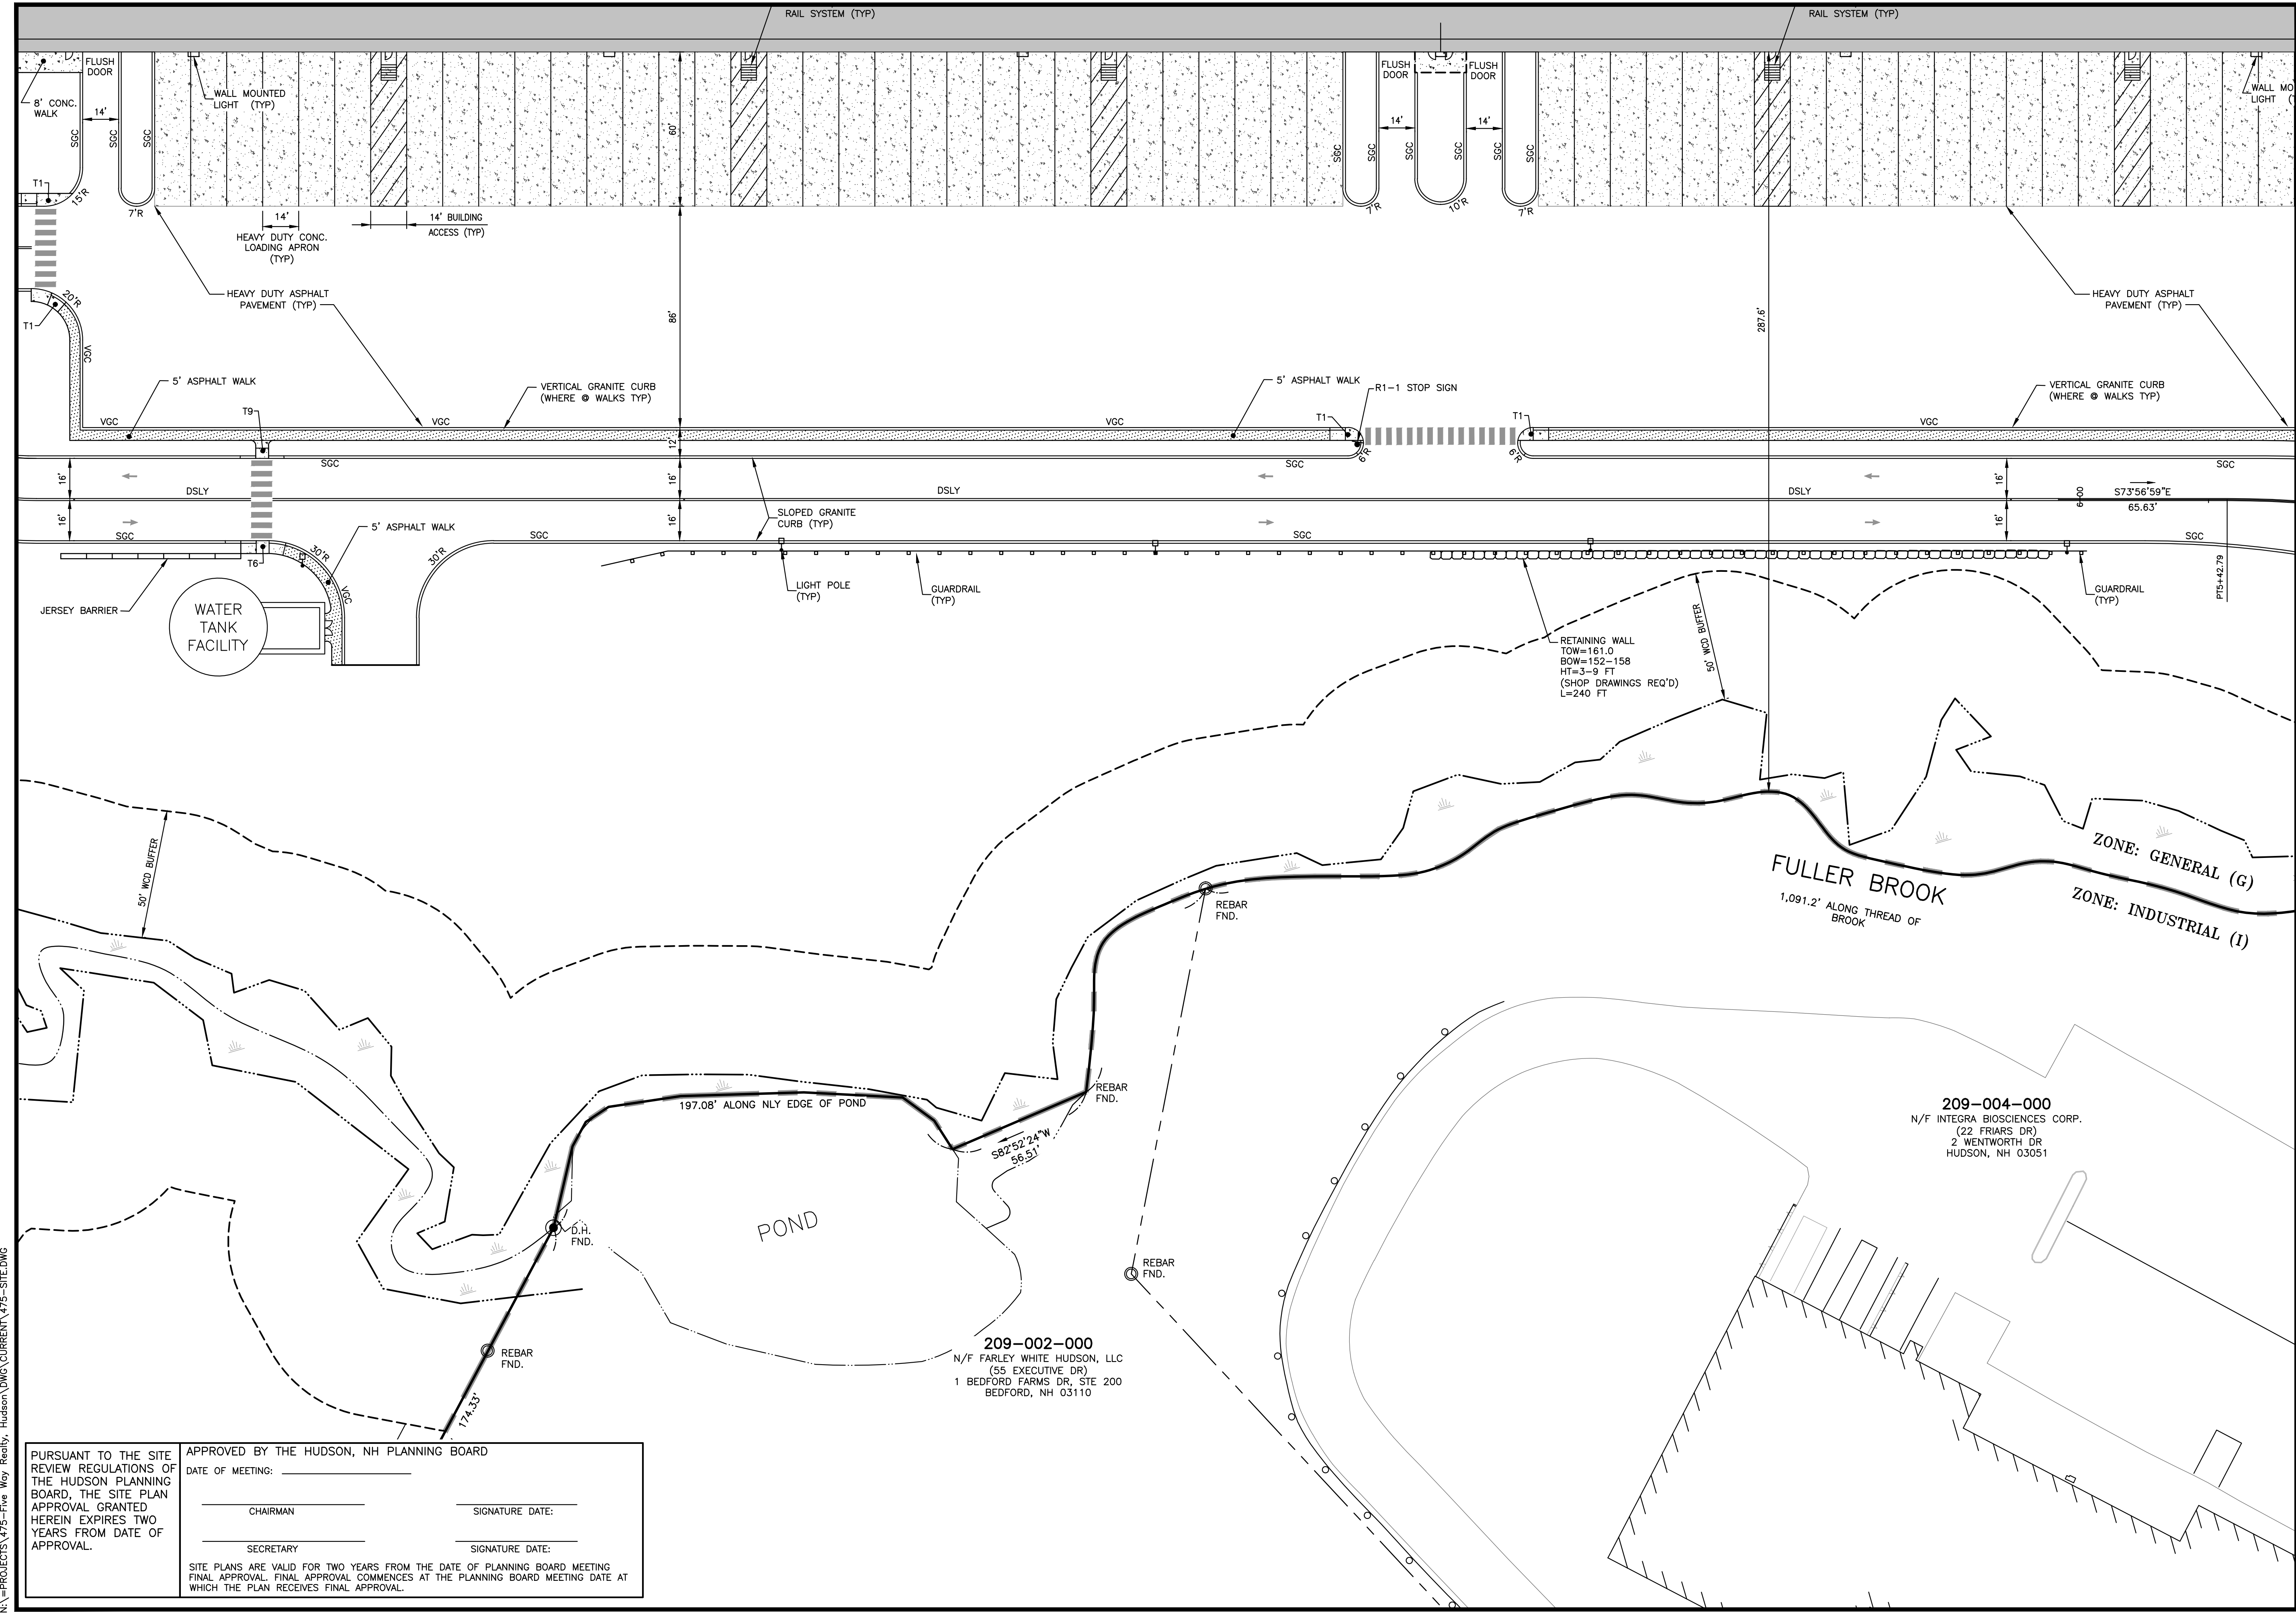 RAIL SYSTEM (TYP)
RAIL SYSTEM (TYP)
FLUSH
DOOR
8' CONC.
WALK
14'
SGC
SGC
SGC
WALL MOUNTED
LIGHT (TYP)
60'
FLUSH
DOOR
FLUSH
DOOR
14'
14'
SGC
SGC
SGC
SGC
SGC
SGC
WALL MO
LIGHT (
T1
15'R
7'R
14'
HEAVY DUTY CONC.
LOADING APRON
(TYP)
14' BUILDING
ACCESS (TYP)
7'R
10'R
7'R
20'R
T1
VGC
HEAVY DUTY ASPHALT
PAVEMENT (TYP)
86'
287.6'
HEAVY DUTY ASPHALT
PAVEMENT (TYP)
5' ASPHALT WALK
T9
VERTICAL GRANITE CURB
(WHERE @ WALKS TYP)
5' ASPHALT WALK
R1-1 STOP SIGN
VERTICAL GRANITE CURB
(WHERE @ WALKS TYP)
VGC
VGC
VGC
T1
T1
VGC
12'
6'R
6'R
SGC
SGC
SGC
16'
16'
16'
DSLY
DSLY
DSLY
6+00
S73°56'59"E
65.63'
16'
16'
16'
SGC
5' ASPHALT WALK
SGC
SLOPED GRANITE
CURB (TYP)
SGC
SGC
30'R
30'R
T6
VGC
JERSEY BARRIER
WATER
TANK
FACILITY
LIGHT POLE
(TYP)
GUARDRAIL
(TYP)
GUARDRAIL
(TYP)
PT5+42.79
50' WCD BUFFER
RETAINING WALL
TOW=161.0
BOW=152-158
HT=3-9 FT
(SHOP DRAWINGS REQ'D)
L=240 FT
50' WCD BUFFER
REBAR
FND.
FULLER BROOK
1,091.2' ALONG THREAD OF
BROOK
ZONE: GENERAL (G)
ZONE: INDUSTRIAL (I)
197.08' ALONG NLY EDGE OF POND
REBAR
FND.
S82°52'24"W
56.51'
209-004-000
N/F INTEGRA BIOSCIENCES CORP.
(22 FRIARS DR)
2 WENTWORTH DR
HUDSON, NH 03051
POND
D.H.
FND.
REBAR
FND.
REBAR
FND.
174.33'
209-002-000
N/F FARLEY WHITE HUDSON, LLC
(55 EXECUTIVE DR)
1 BEDFORD FARMS DR, STE 200
BEDFORD, NH 03110
PURSUANT TO THE SITE
REVIEW REGULATIONS OF
THE HUDSON PLANNING
BOARD, THE SITE PLAN
APPROVAL GRANTED
HEREIN EXPIRES TWO
YEARS FROM DATE OF
APPROVAL.
APPROVED BY THE HUDSON, NH PLANNING BOARD
DATE OF MEETING:
CHAIRMAN
SIGNATURE DATE:
SECRETARY
SIGNATURE DATE:
SITE PLANS ARE VALID FOR TWO YEARS FROM THE DATE OF PLANNING BOARD MEETING
FINAL APPROVAL. FINAL APPROVAL COMMENCES AT THE PLANNING BOARD MEETING DATE AT
WHICH THE PLAN RECEIVES FINAL APPROVAL.
N:\=PROJECTS\475-Five Way Realty, Hudson\DWG\CURRENT\475-SITE.DWG